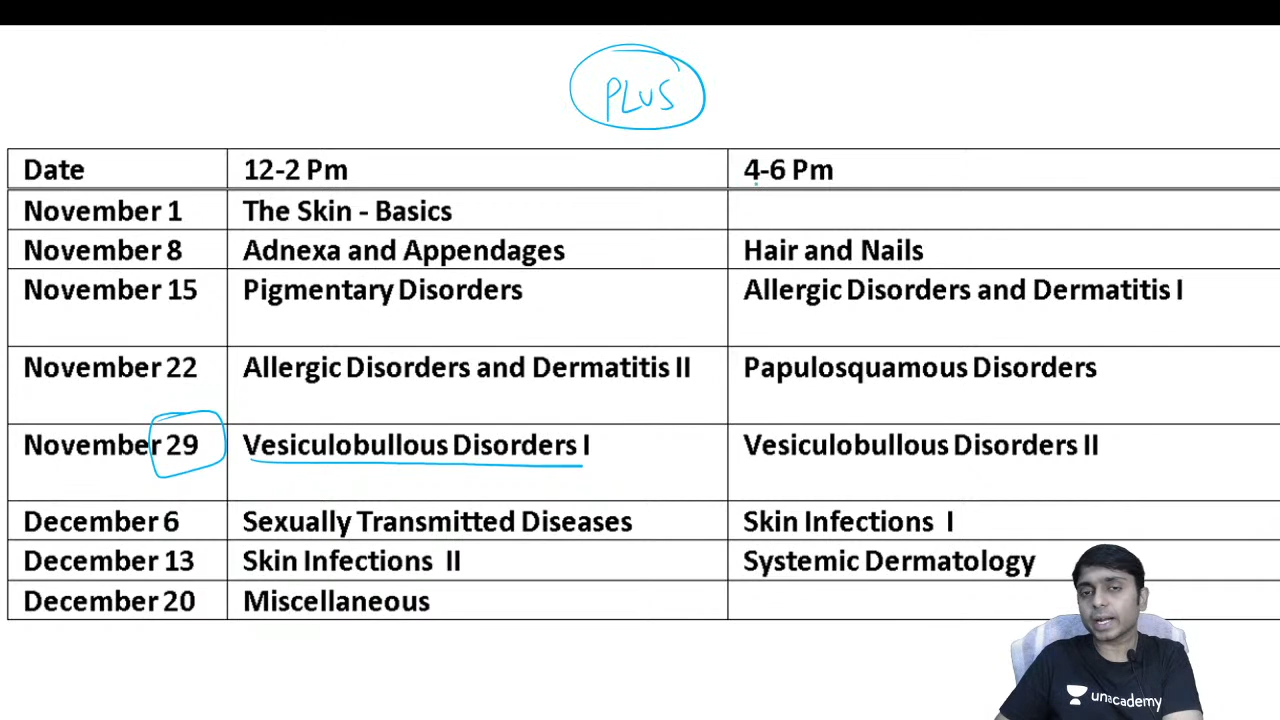 PLUS
Date 12-2 Pm 4-6 Pm
November 1 The Skin - Basics
November 8 Adnexa and Appendages Hair and Nails
November 15 Pigmentary Disorders Allergic Disorders and Dermatitis I
November 22 Allergic Disorders and Dermatitis II Papulosquamous Disorders
November 29 Vesiculobullous Disorders I Vesiculobullous Disorders II
December 6 Sexually Transmitted Diseases Skin Infections I
December 13 Skin Infections II Systemic Dermatology
December 20 Miscellaneous
unacademy